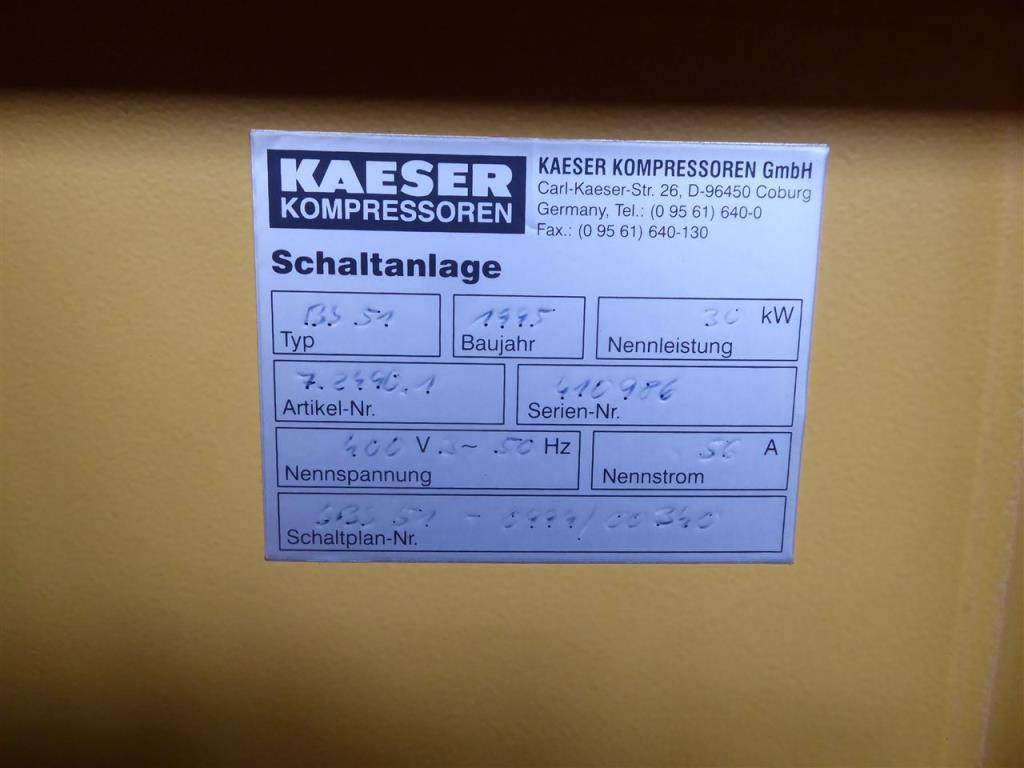 KAESER
KOMPRESSOREN
KAESER KOMPRESSOREN GmbH
Carl-Kaeser-Str. 26, D-96450 Coburg
Germany, Tel.: (0 95 61) 640-0
Fax.: (0 95 61) 640-130
Schaltanlage
BS 51
Typ
1995
Baujahr
30 kW
Nennleistung
7.2440.1
Artikel-Nr.
410986
Serien-Nr.
400 V 3~ 50 Hz
Nennspannung
56 A
Nennstrom
Schaltplan-Nr.